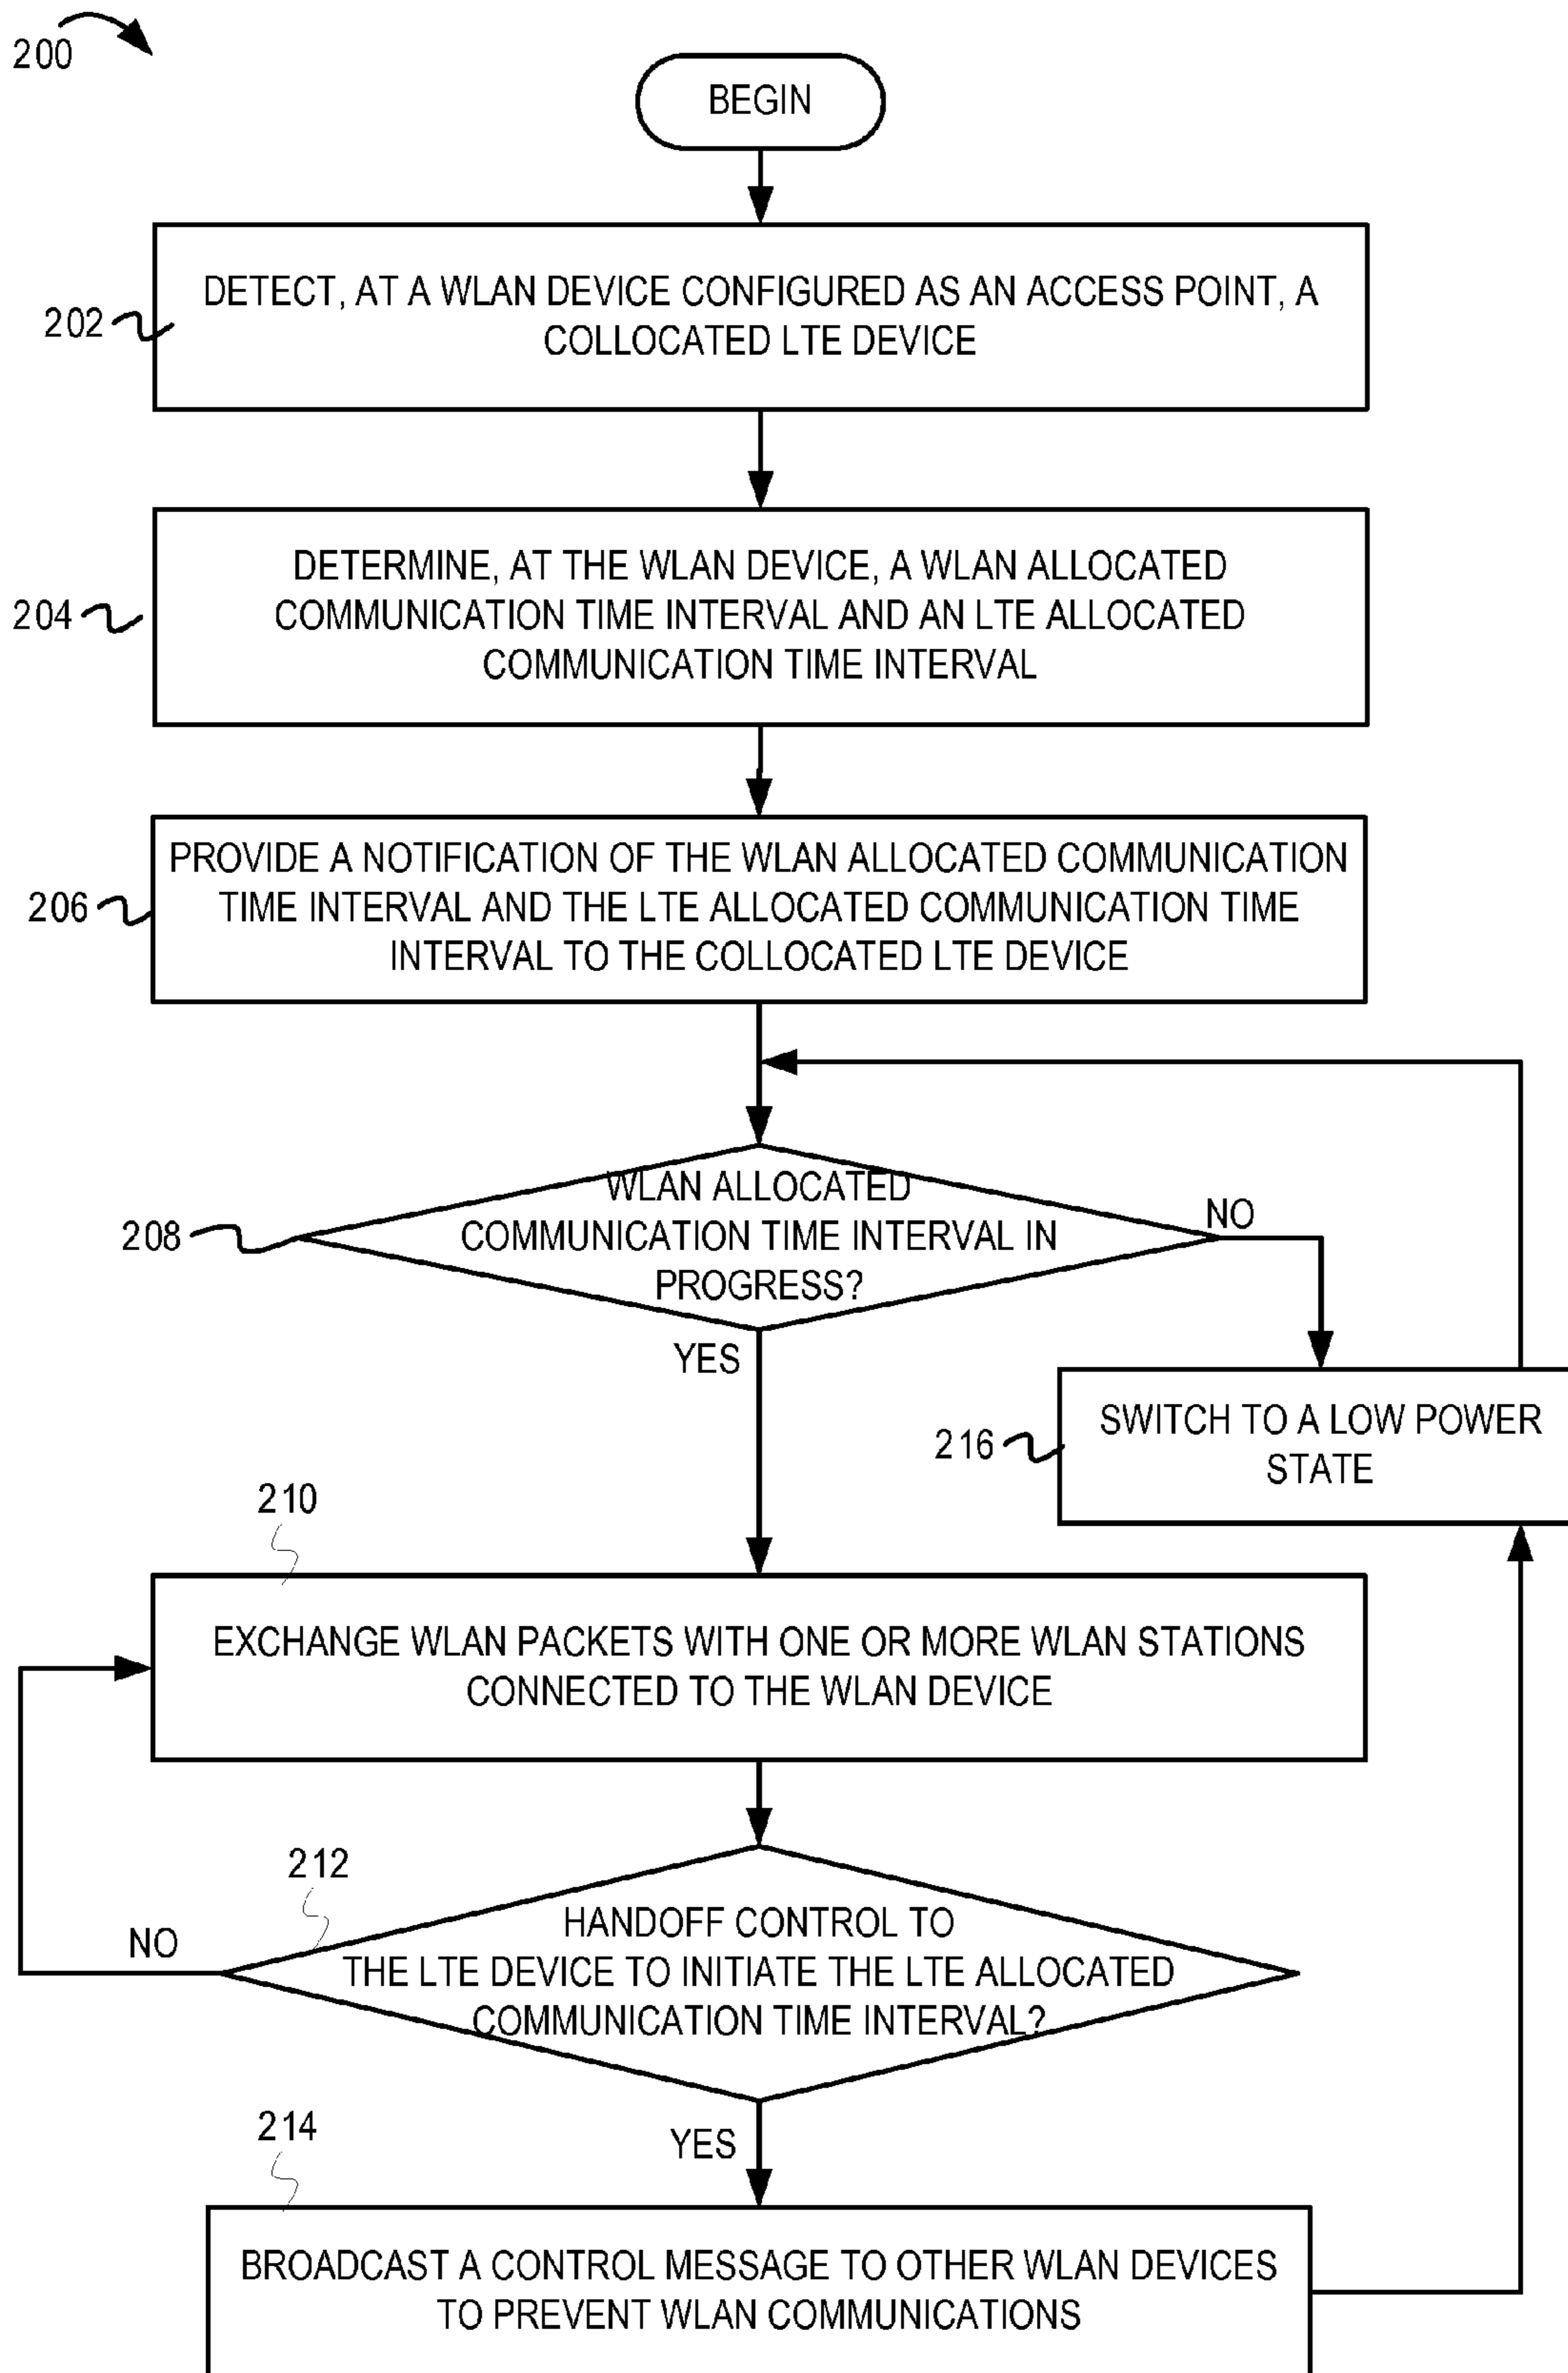 200
BEGIN
202
DETECT, AT A WLAN DEVICE CONFIGURED AS AN ACCESS POINT, A
COLLOCATED LTE DEVICE
204
DETERMINE, AT THE WLAN DEVICE, A WLAN ALLOCATED
COMMUNICATION TIME INTERVAL AND AN LTE ALLOCATED
COMMUNICATION TIME INTERVAL
206
PROVIDE A NOTIFICATION OF THE WLAN ALLOCATED COMMUNICATION
TIME INTERVAL AND THE LTE ALLOCATED COMMUNICATION TIME
INTERVAL TO THE COLLOCATED LTE DEVICE
208
WLAN ALLOCATED
COMMUNICATION TIME INTERVAL IN
PROGRESS?
NO
YES
216
SWITCH TO A LOW POWER
STATE
210
EXCHANGE WLAN PACKETS WITH ONE OR MORE WLAN STATIONS
CONNECTED TO THE WLAN DEVICE
212
HANDOFF CONTROL TO
THE LTE DEVICE TO INITIATE THE LTE ALLOCATED
COMMUNICATION TIME INTERVAL?
NO
YES
214
BROADCAST A CONTROL MESSAGE TO OTHER WLAN DEVICES
TO PREVENT WLAN COMMUNICATIONS